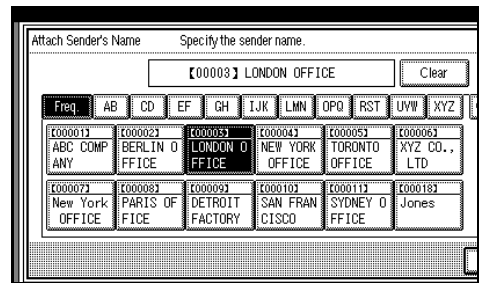 Attach Sender's Name Specify the sender name.
【00003】 LONDON OFFICE Clear
Freq. AB CD EF GH IJK LMN OPQ RST UVW XYZ
【00001】 【00002】 【00003】 【00004】 【00005】 【00006】
ABC COMP BERLIN O LONDON O NEW YORK TORONTO XYZ CO.,
ANY FFICE FFICE OFFICE OFFICE LTD
【00007】 【00008】 【00009】 【00010】 【00011】 【00018】
New York PARIS OF DETROIT SAN FRAN SYDNEY O Jones
OFFICE FICE FACTORY CISCO FFICE